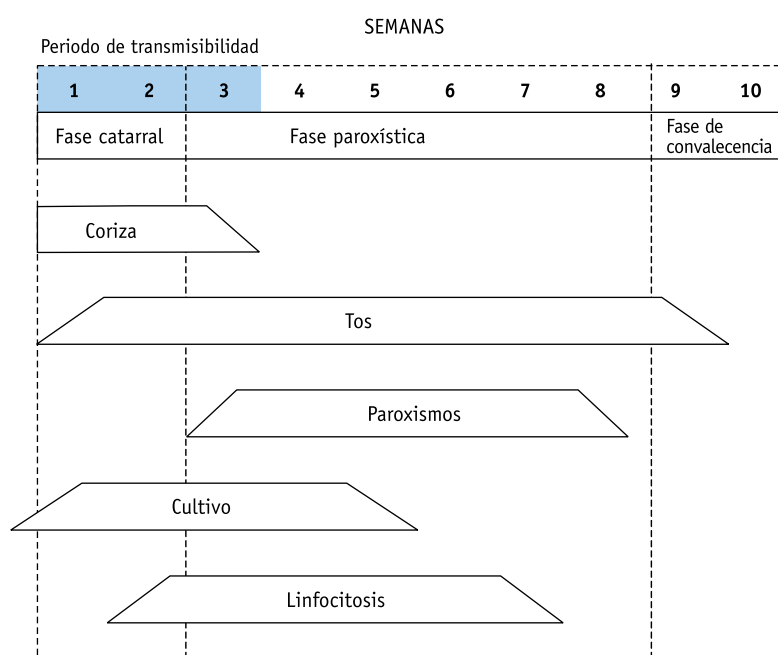 SEMANAS
Periodo de transmisibilidad
1 2 3 4 5 6 7 8 9 10
Fase catarral
Fase paroxística
Fase de
convalecencia
Coriza
Tos
Paroxismos
Cultivo
Linfocitosis